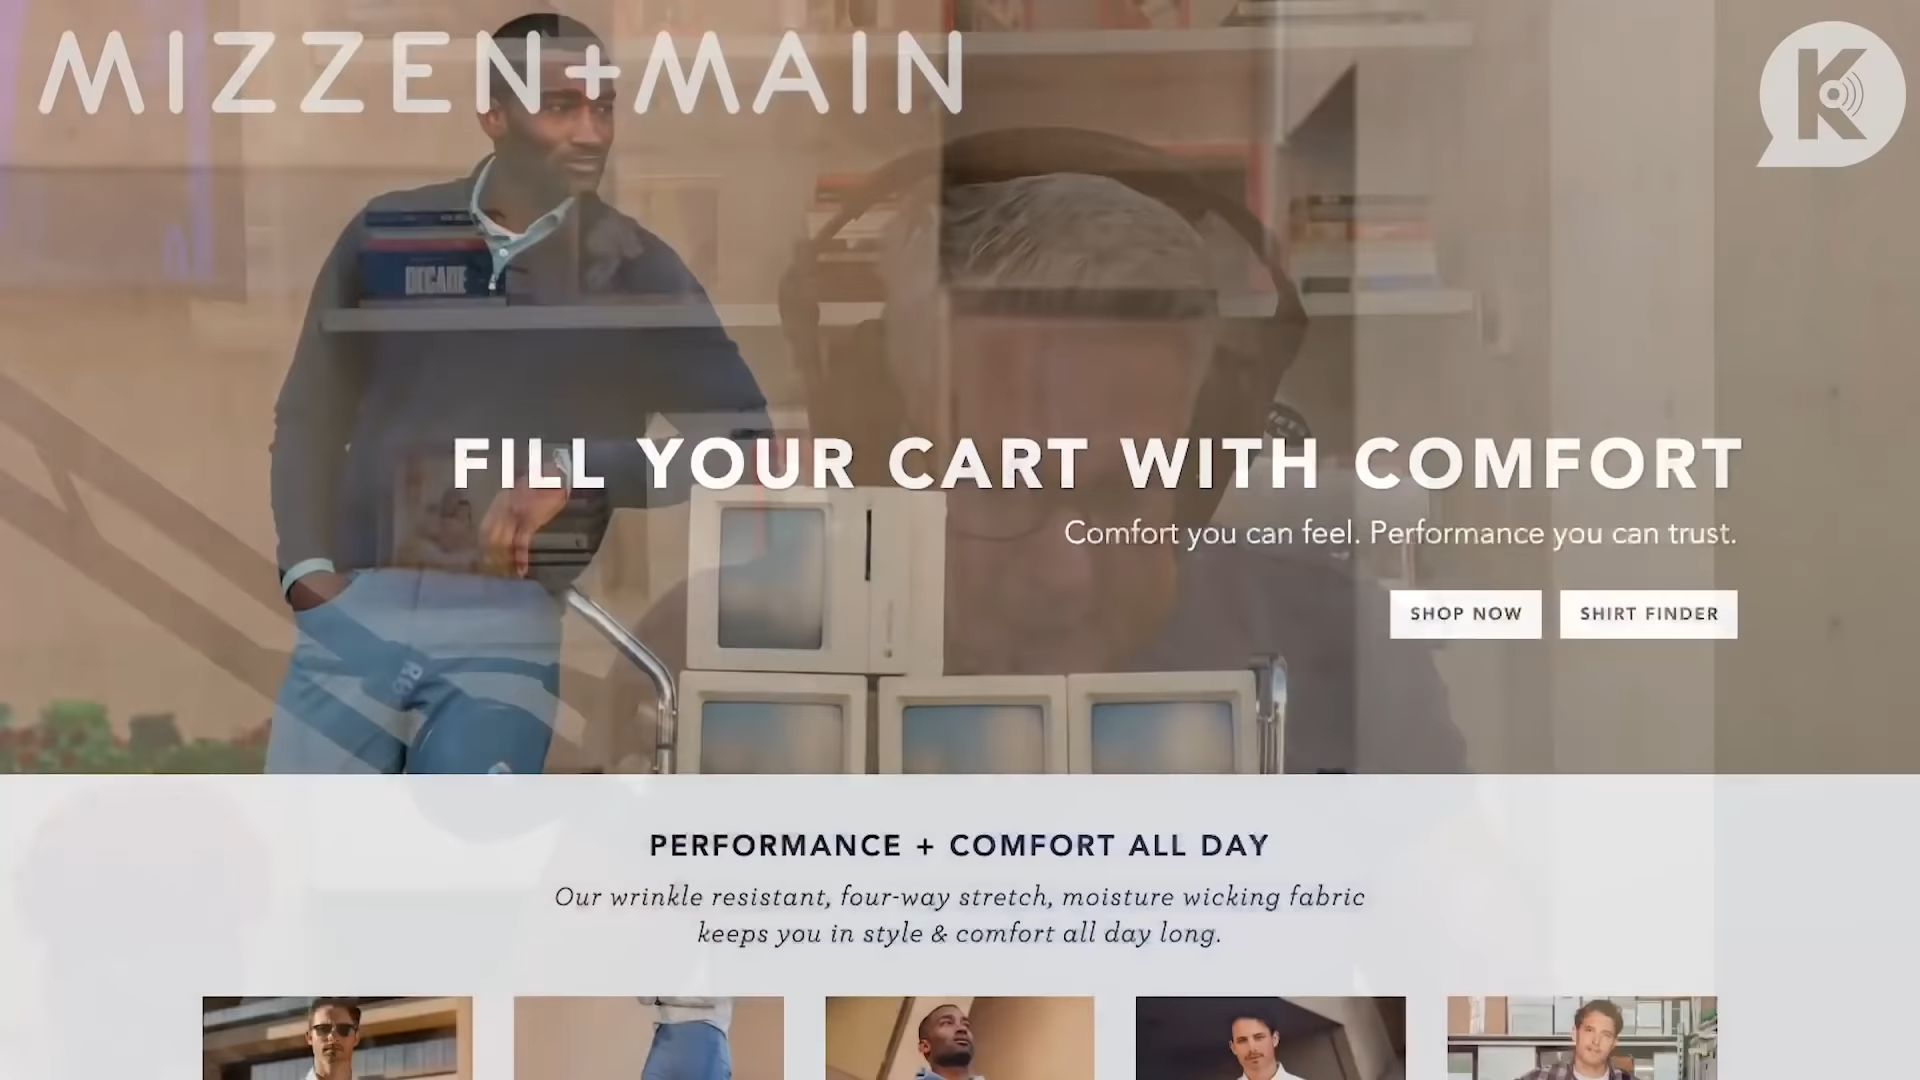 MIZZEN+MAIN
K
DECADE
FILL YOUR CART WITH COMFORT
Comfort you can feel. Performance you can trust.
SHOP NOW
SHIRT FINDER
PERFORMANCE + COMFORT ALL DAY
Our wrinkle resistant, four-way stretch, moisture wicking fabric
keeps you in style & comfort all day long.